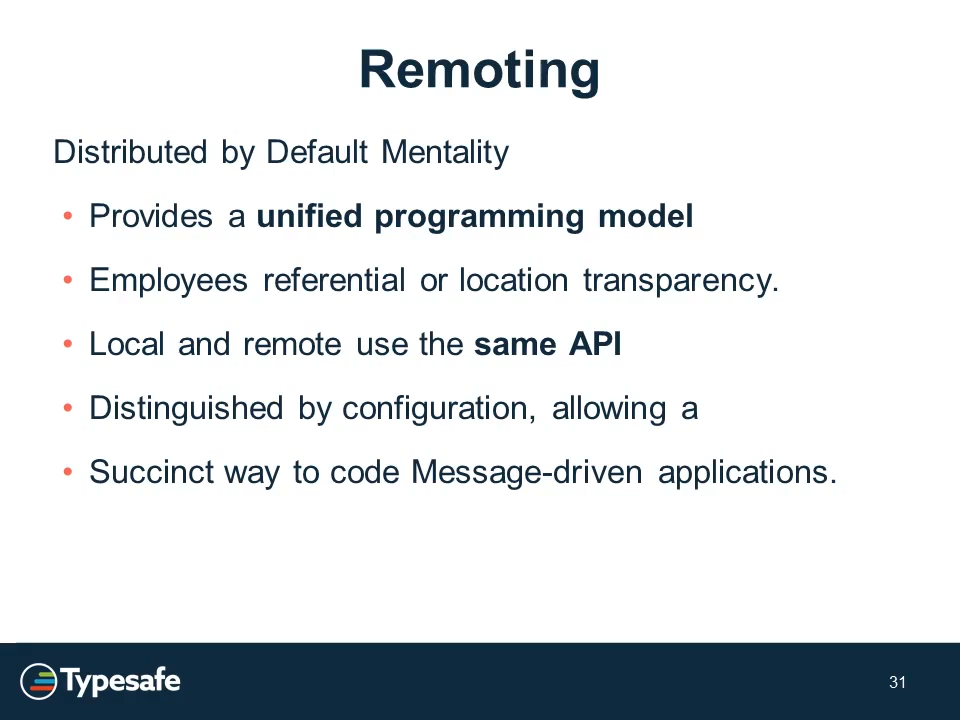 Remoting
Distributed by Default Mentality
• Provides a unified programming model
• Employees referential or location transparency.
• Local and remote use the same API
• Distinguished by configuration, allowing a
• Succinct way to code Message-driven applications.
Typesafe
31